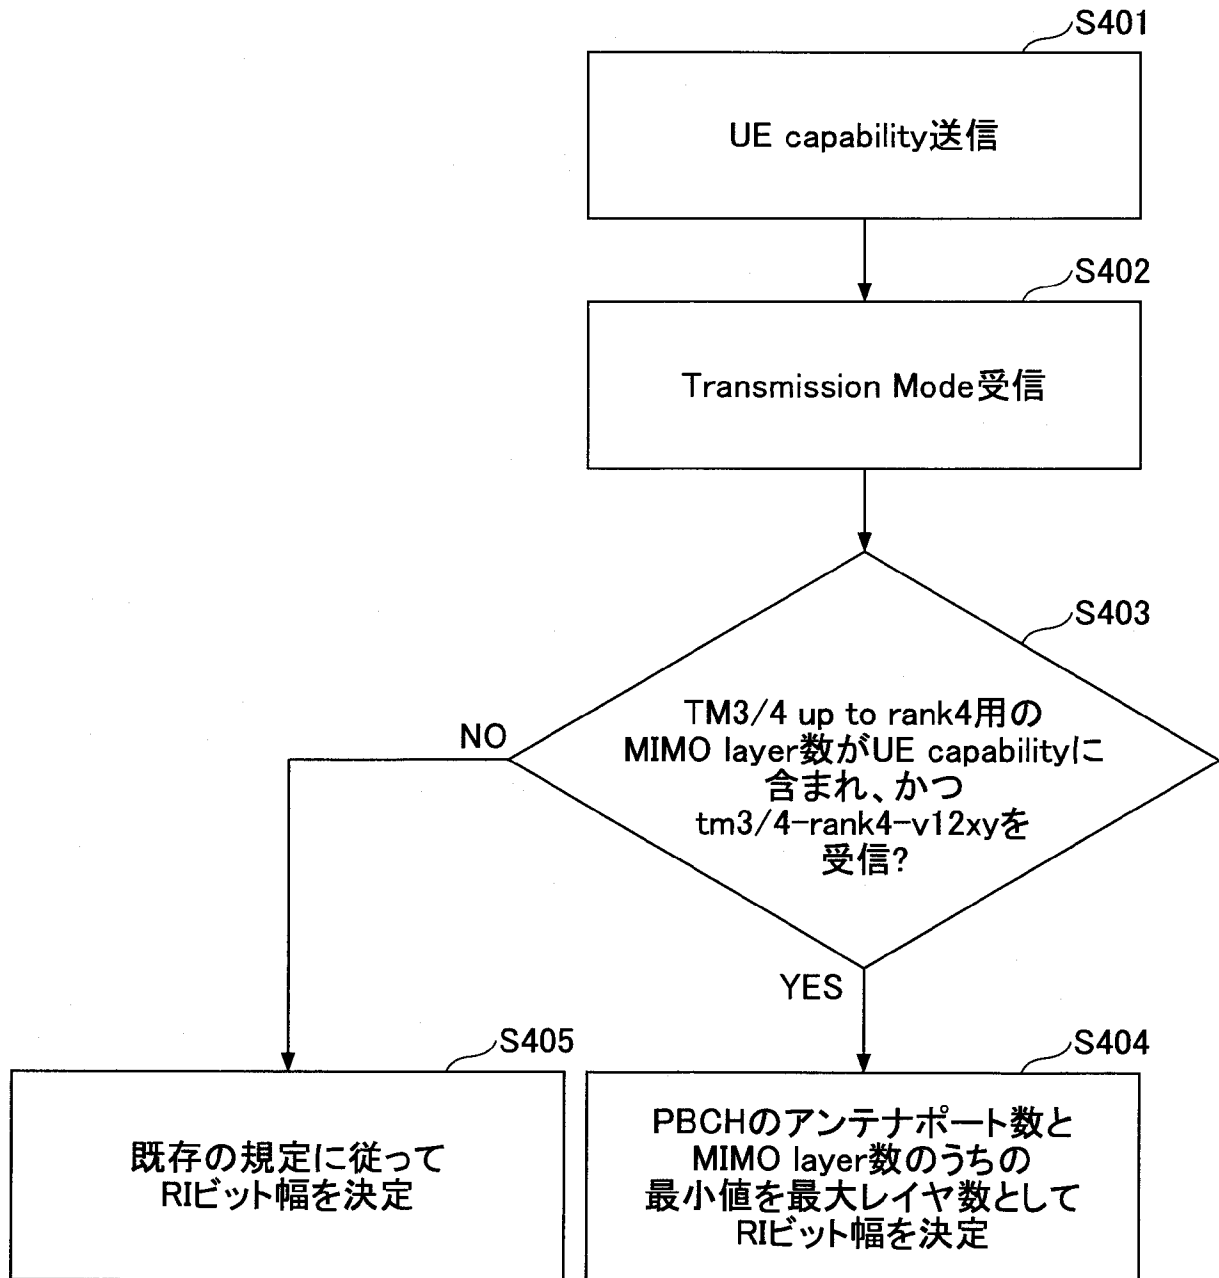 S401
UE capability送信
S402
Transmission Mode受信
S403
TM3/4 up to rank4用の
MIMO layer数がUE capabilityに
含まれ、かつ
tm3/4-rank4-v12xyを
受信?
NO
YES
S405
既存の規定に従って
RIビット幅を決定
S404
PBCHのアンテナポート数と
MIMO layer数のうちの
最小値を最大レイヤ数として
RIビット幅を決定